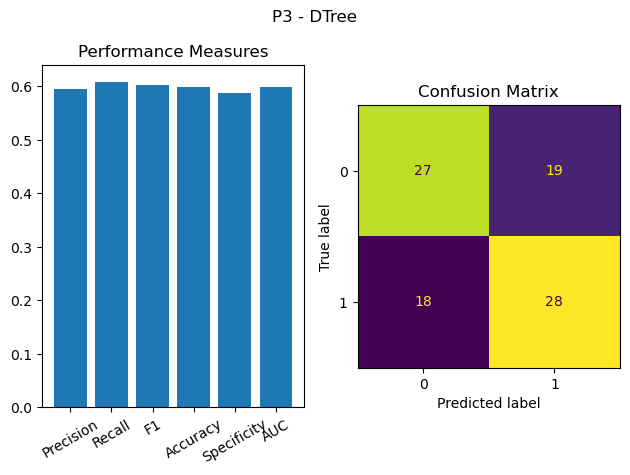 P3 - DTree
Performance Measures
0.6
0.5
0.4
0.3
0.2
0.1
0.0
Precision
Recall
F1
Accuracy
Specificity
AUC
Confusion Matrix
True label
0
27
19
1
18
28
0
1
Predicted label